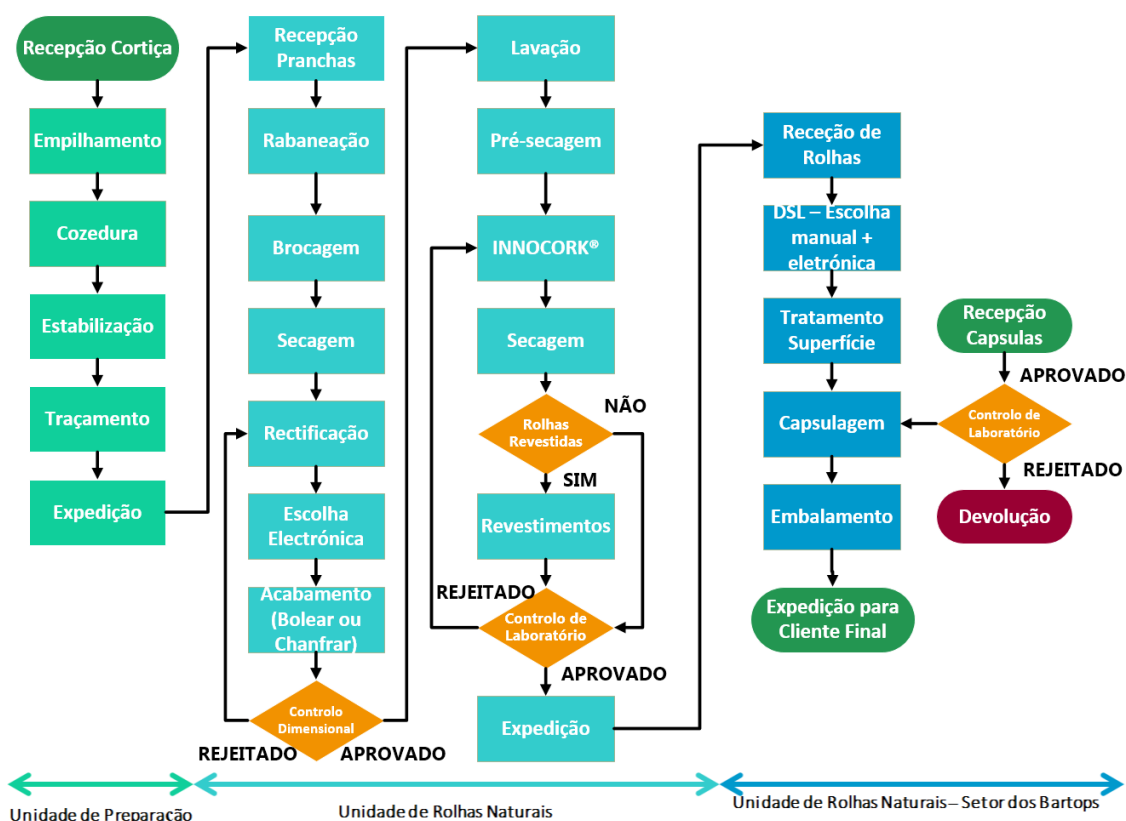 Recepção Cortiça
Empilhamento
Cozedura
Estabilização
Traçamento
Expedição
Recepção
Pranchas
Rabaneação
Brocagem
Secagem
Rectificação
Escolha
Electrónica
Acabamento
(Bolear ou
Chanfrar)
Controlo
Dimensional
REJEITADO
APROVADO
Lavação
Pré-secagem
INNOCORK®
Secagem
NÃO
Rolhas
Revestidas
SIM
Revestimentos
REJEITADO
Controlo de
Laboratório
APROVADO
Expedição
Receção de
Rolhas
DSL – Escolha
manual +
eletrónica
Tratamento
Superfície
Capsulagem
Embalamento
Expedição para
Cliente Final
Recepção
Capsulas
APROVADO
Controlo de
Laboratório
REJEITADO
Devolução
Unidade de Preparação
Unidade de Rolhas Naturais
Unidade de Rolhas Naturais– Setor dos Bartops